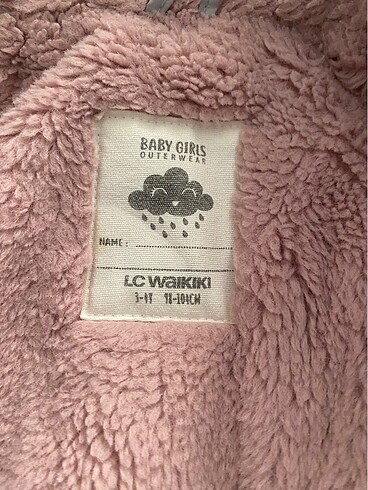 BABY GIRLS
OUTERWEAR
NAME :
LC WAIKIKI
3-4Y 98-104CM